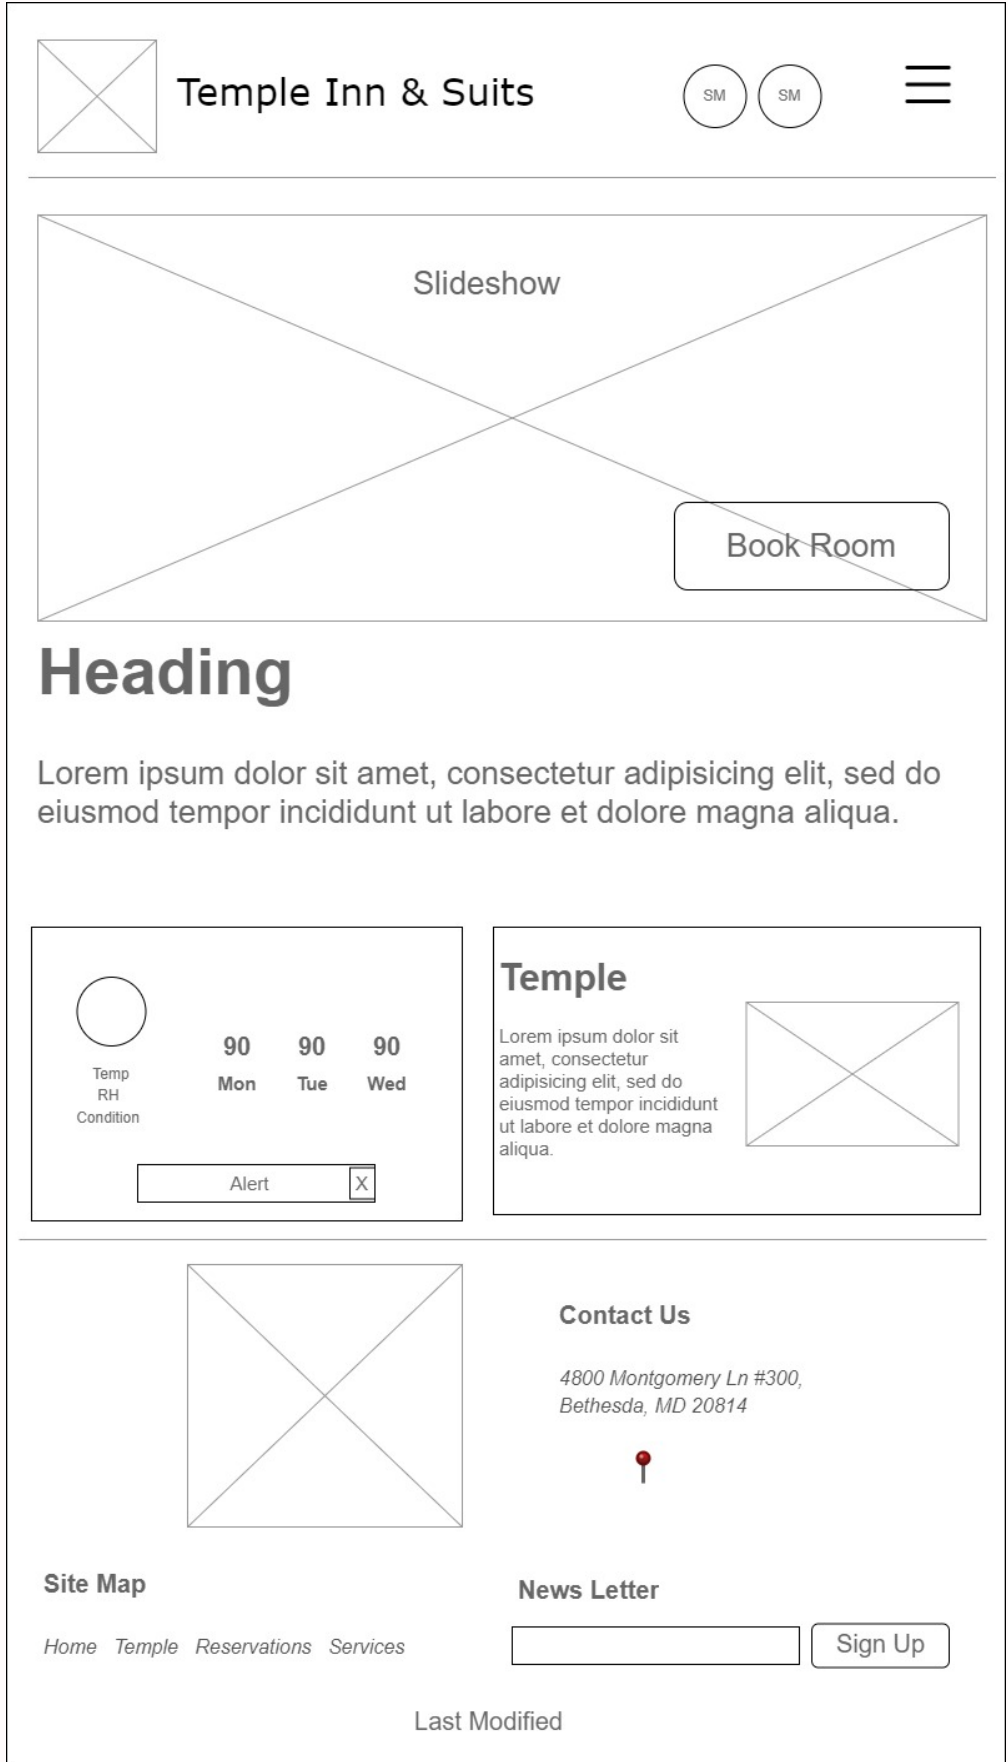 Temple Inn & Suits
SM SM
Slideshow
Book Room
Heading
Lorem ipsum dolor sit amet, consectetur adipisicing elit, sed do
eiusmod tempor incididunt ut labore et dolore magna aliqua.
90 90 90
Mon Tue Wed
Temp
RH
Condition
Alert X
Temple
Lorem ipsum dolor sit
amet, consectetur
adipisicing elit, sed do
eiusmod tempor incididunt
ut labore et dolore magna
aliqua.
Contact Us
4800 Montgomery Ln #300,
Bethesda, MD 20814
Site Map
Home Temple Reservations Services
News Letter
Sign Up
Last Modified